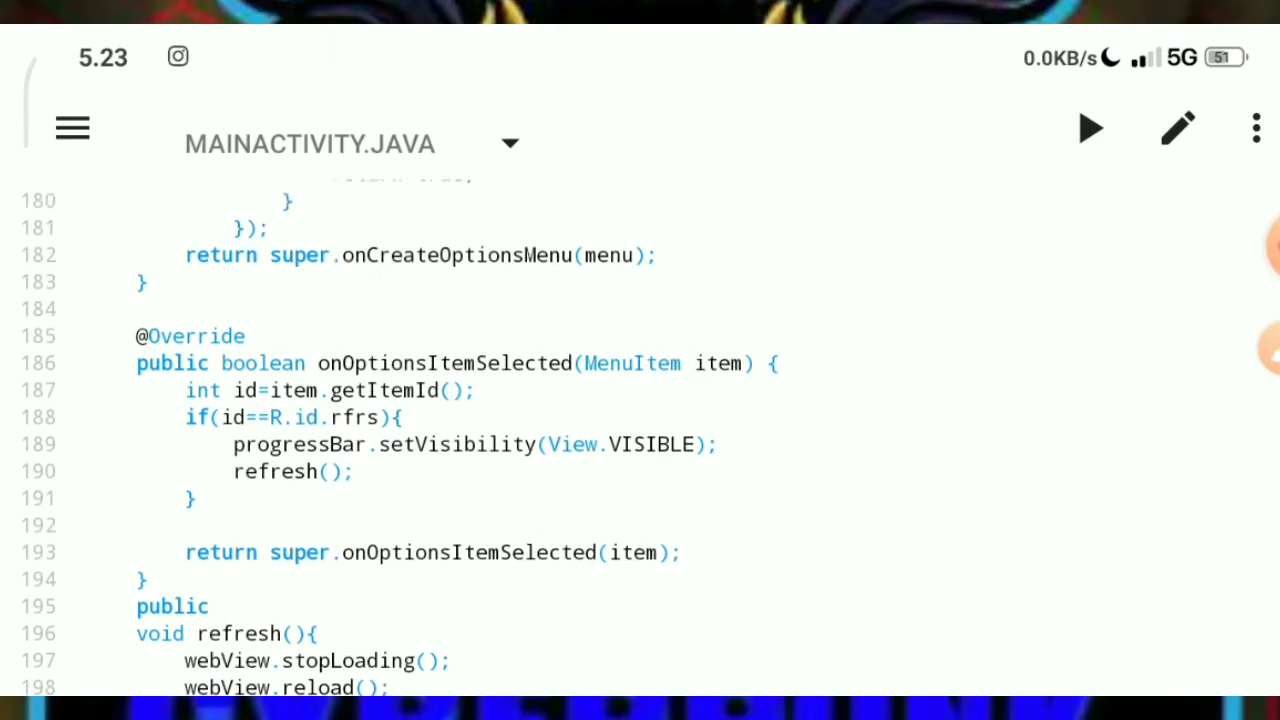 5.23
0.0KB/s 5G 51
MAINACTIVITY.JAVA
180 }
181 });
182 return super.onCreateOptionsMenu(menu);
183 }
184
185 @Override
186 public boolean onOptionsItemSelected(MenuItem item) {
187 int id=item.getItemId();
188 if(id==R.id.rfrs){
189 progressBar.setVisibility(View.VISIBLE);
190 refresh();
191 }
192
193 return super.onOptionsItemSelected(item);
194 }
195 public
196 void refresh(){
197 webView.stopLoading();
198 webView.reload();